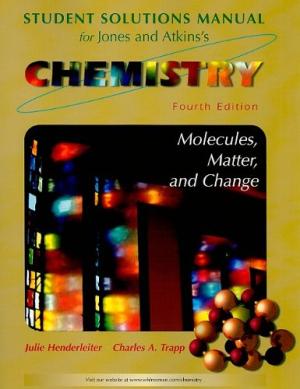 STUDENT SOLUTIONS MANUAL
for Jones and Atkins's
CHEMISTRY
Fourth Edition
Molecules,
Matter,
and Change
Julie Henderleiter Charles A. Trapp
Visit our website at www.whfreeman.com/chemistry